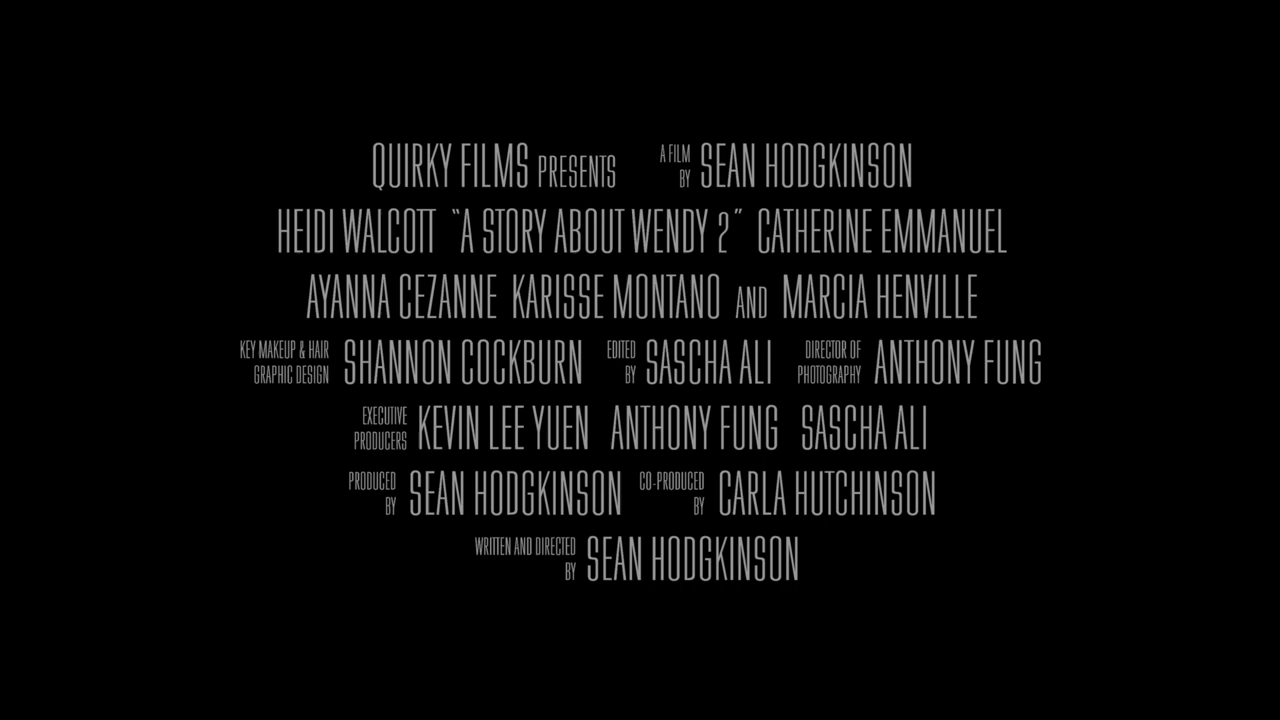 QUIRKY FILMS PRESENTS A FILM BY SEAN HODGKINSON
HEIDI WALCOTT "A STORY ABOUT WENDY 2" CATHERINE EMMANUEL
AYANNA CEZANNE KARISSE MONTANO AND MARCIA HENVILLE
KEY MAKEUP & HAIR GRAPHIC DESIGN SHANNON COCKBURN EDITED BY SASCHA ALI DIRECTOR OF PHOTOGRAPHY ANTHONY FUNG
EXECUTIVE PRODUCERS KEVIN LEE YUEN ANTHONY FUNG SASCHA ALI
PRODUCED BY SEAN HODGKINSON CO-PRODUCED BY CARLA HUTCHINSON
WRITTEN AND DIRECTED BY SEAN HODGKINSON